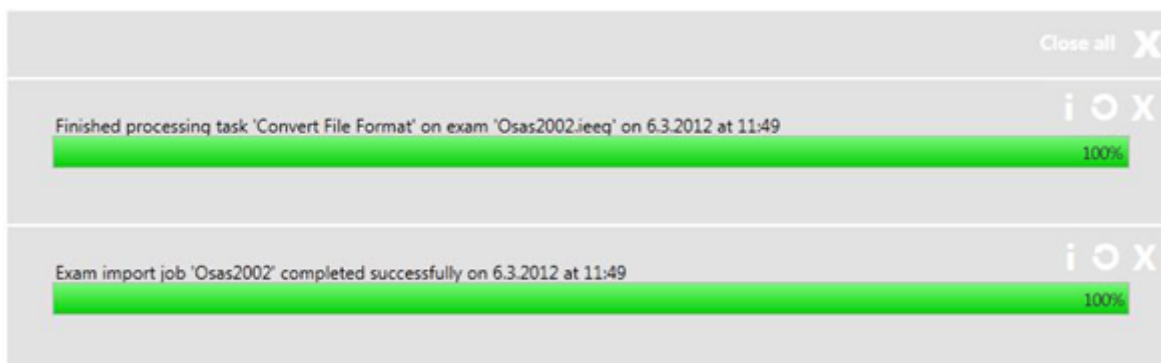 Close all X
i X
Finished processing task 'Convert File Format' on exam 'Osas2002.ieeg' on 6.3.2012 at 11:49
100%
i X
Exam import job 'Osas2002' completed successfully on 6.3.2012 at 11:49
100%